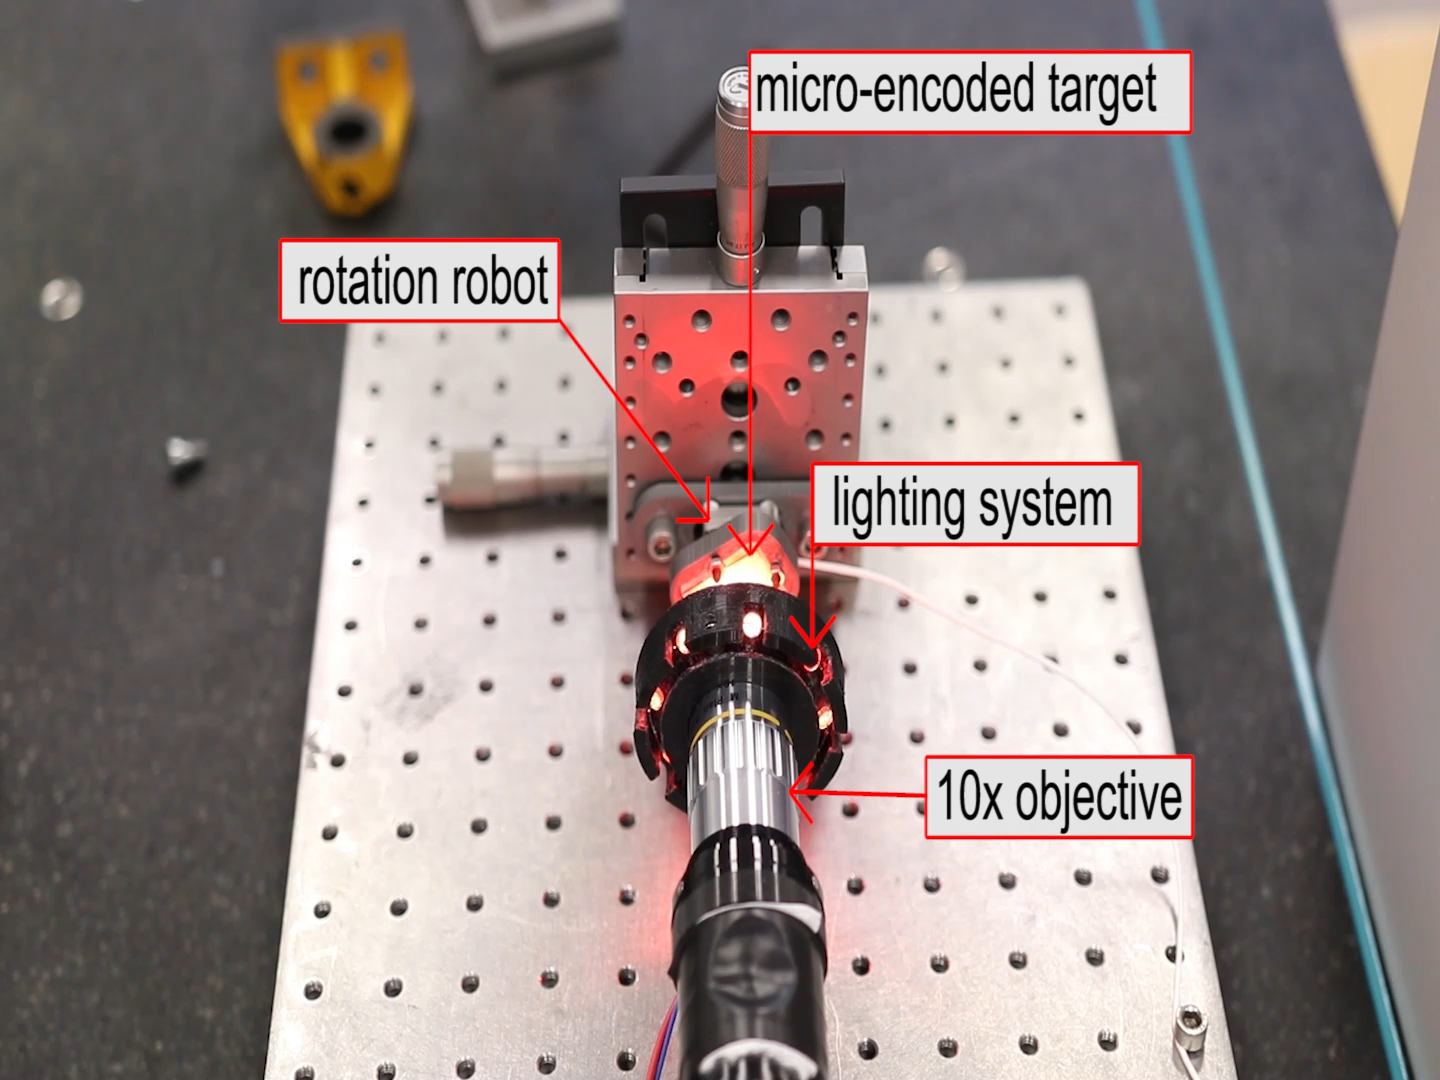 micro-encoded target
rotation robot
lighting system
10x objective